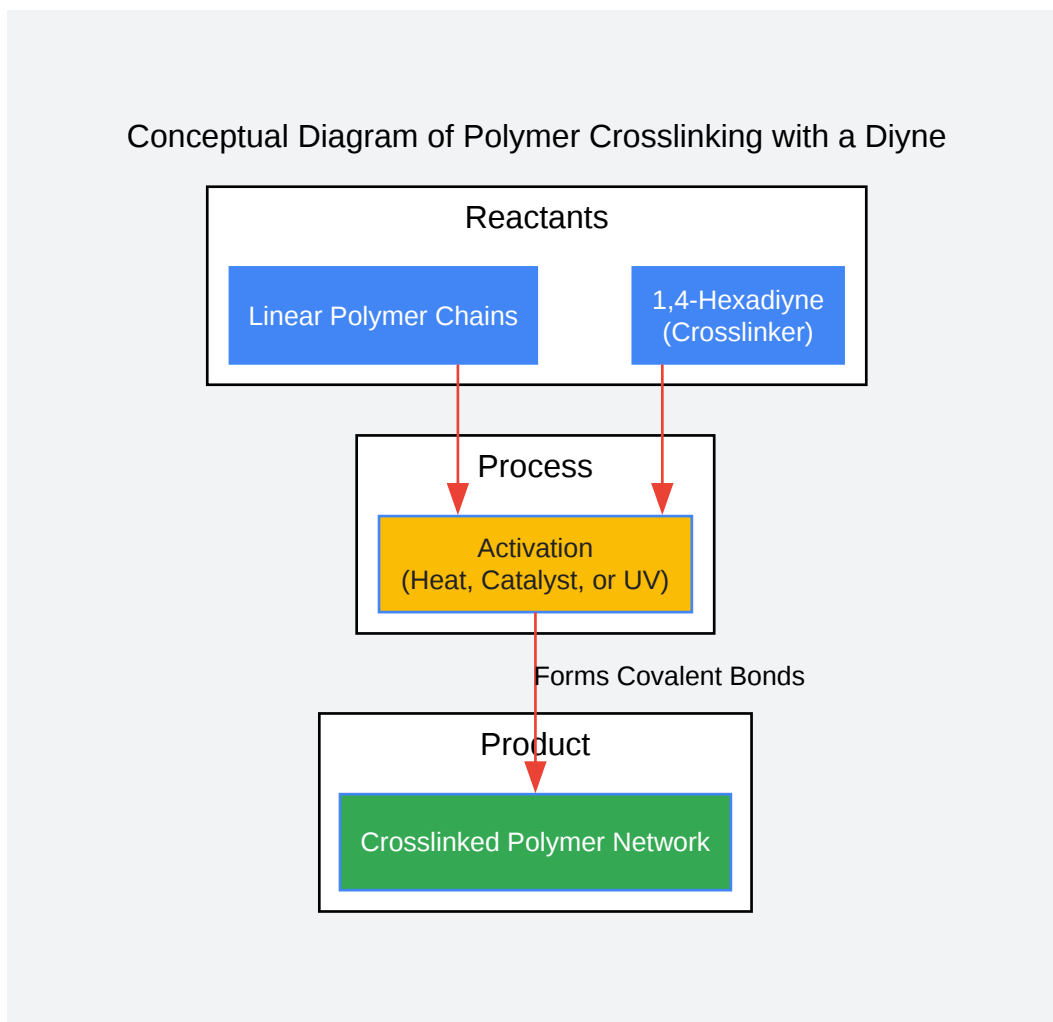 Conceptual Diagram of Polymer Crosslinking with a Diyne
Reactants
Linear Polymer Chains
1,4-Hexadiyne
(Crosslinker)
Process
Activation
(Heat, Catalyst, or UV)
Forms Covalent Bonds
Product
Crosslinked Polymer Network